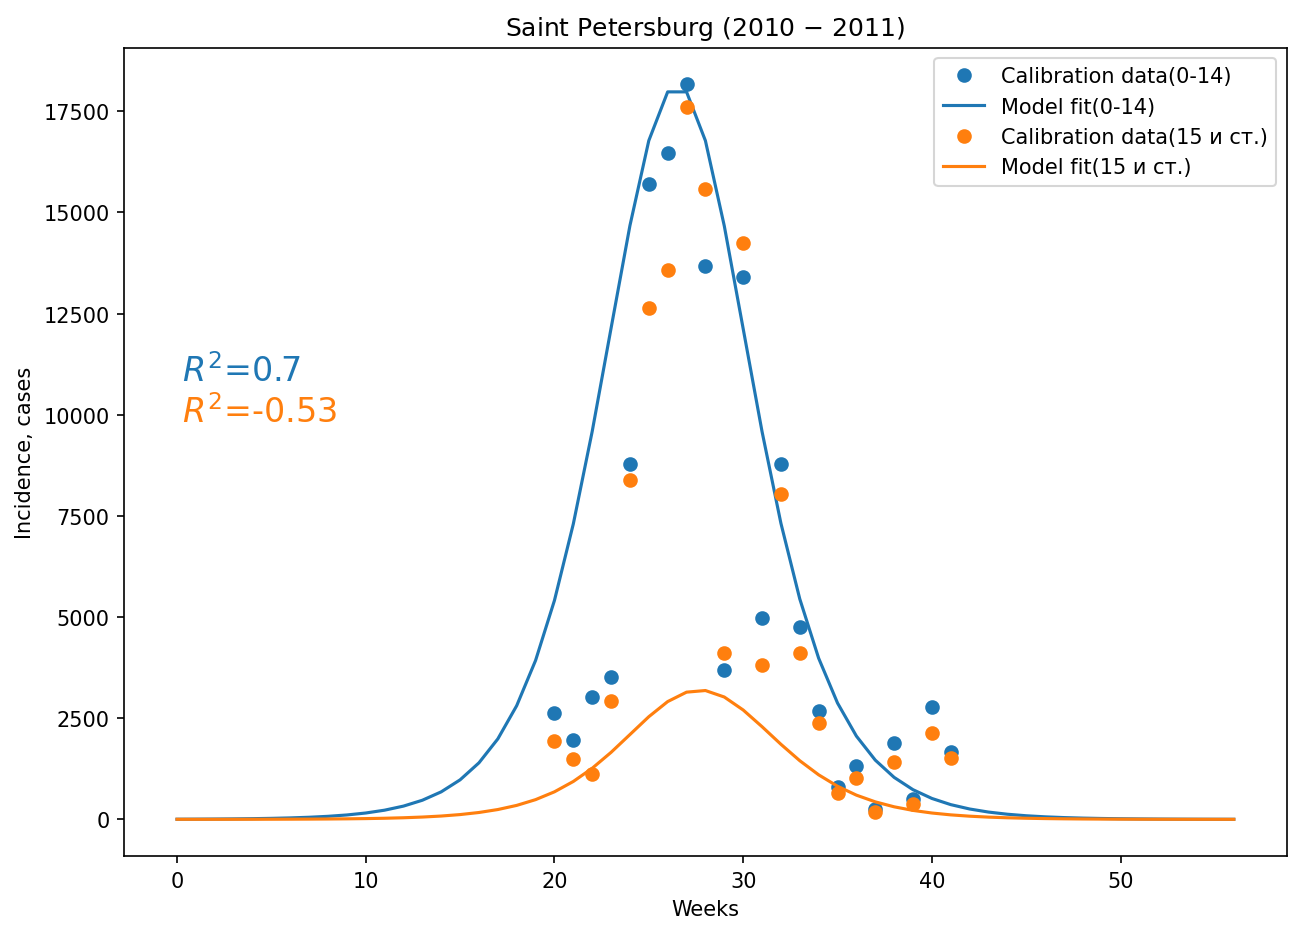 Saint Petersburg (2010 − 2011)
Calibration data(0-14)
Model fit(0-14)
Calibration data(15 и ст.)
Model fit(15 и ст.)
R²=0.7
R²=-0.53
Incidence, cases
17500
15000
12500
10000
7500
5000
2500
0
0 10 20 30 40 50
Weeks